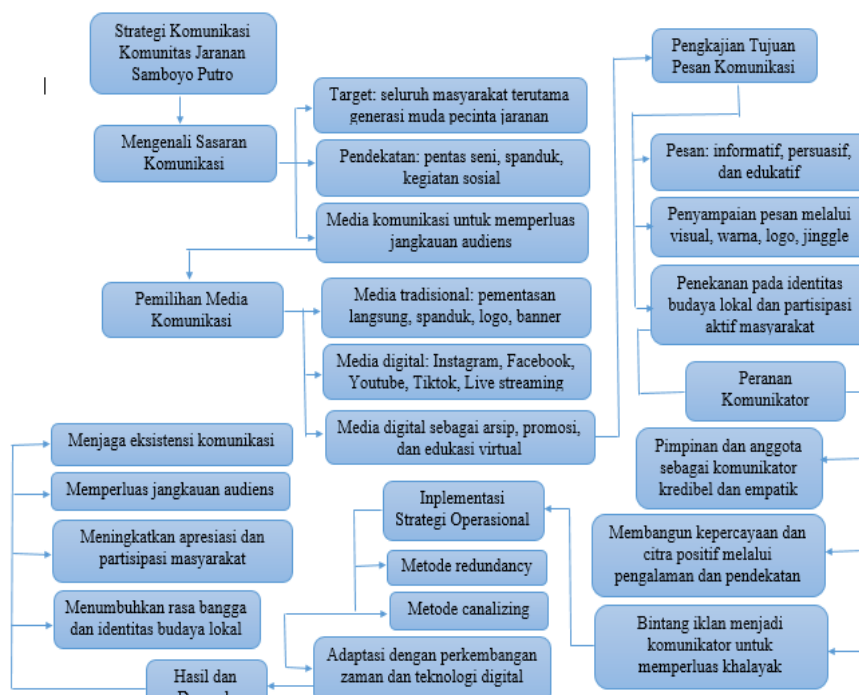 Strategi Komunikasi
Komunitas Jaranan
Samboyo Putro
Mengenali Sasaran
Komunikasi
Target: seluruh masyarakat terutama
generasi muda pecinta jaranan
Pendekatan: pentas seni, spanduk,
kegiatan sosial
Media komunikasi untuk memperluas
jangkauan audiens
Pemilihan Media
Komunikasi
Media tradisional: pementasan
langsung, spanduk, logo, banner
Media digital: Instagram, Facebook,
Youtube, Tiktok, Live streaming
Media digital sebagai arsip, promosi,
dan edukasi virtual
Pengkajian Tujuan
Pesan Komunikasi
Pesan: informatif, persuasif,
dan edukatif
Penyampaian pesan melalui
visual, warna, logo, jinggle
Penekanan pada identitas
budaya lokal dan partisipasi
aktif masyarakat
Peranan
Komunikator
Pimpinan dan anggota
sebagai komunikator
kredibel dan empatik
Membangun kepercayaan dan
citra positif melalui
pengalaman dan pendekatan
Bintang iklan menjadi
komunikator untuk
memperluas khalayak
Inplementasi
Strategi Operasional
Metode redundancy
Metode canalizing
Adaptasi dengan perkembangan
zaman dan teknologi digital
Hasil dan
Menjaga eksistensi komunikasi
Memperluas jangkauan audiens
Meningkatkan apresiasi dan
partisipasi masyarakat
Menumbuhkan rasa bangga
dan identitas budaya lokal